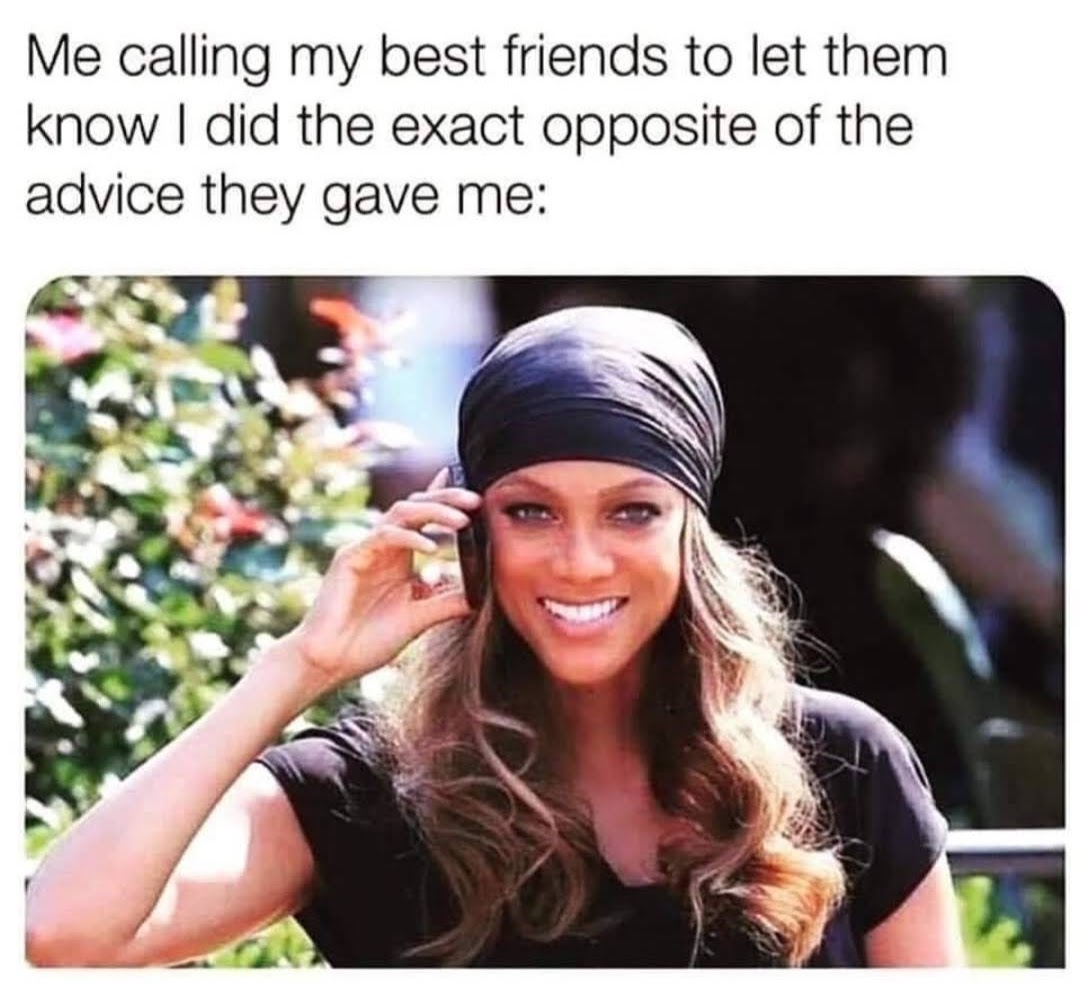 Me calling my best friends to let them
know I did the exact opposite of the
advice they gave me: